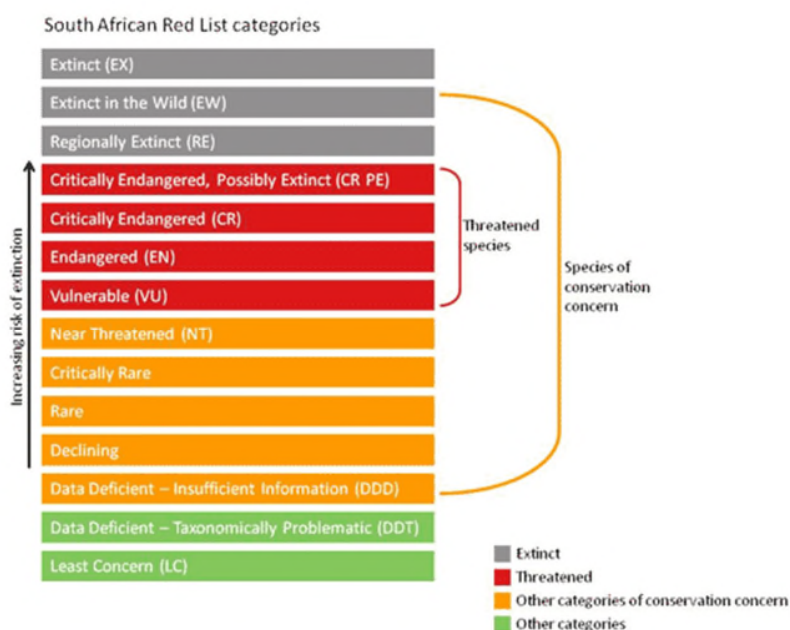 South African Red List categories
Extinct (EX)
Extinct in the Wild (EW)
Regionally Extinct (RE)
Critically Endangered, Possibly Extinct (CR PE)
Critically Endangered (CR)
Endangered (EN)
Vulnerable (VU)
Near Threatened (NT)
Critically Rare
Rare
Declining
Data Deficient – Insufficient Information (DDD)
Data Deficient – Taxonomically Problematic (DDT)
Least Concern (LC)
Increasing risk of extinction
Threatened
species
Species of
conservation
concern
Extinct
Threatened
Other categories of conservation concern
Other categories